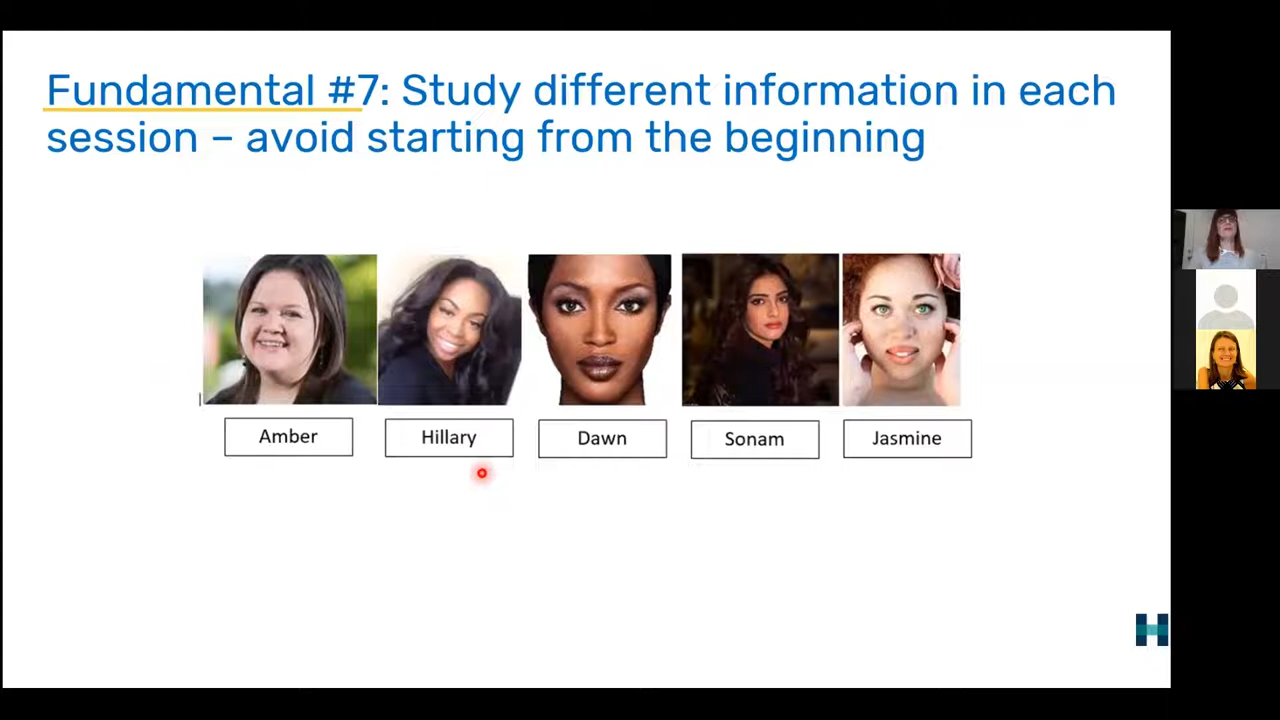 Fundamental #7: Study different information in each
session – avoid starting from the beginning
Amber
Hillary
Dawn
Sonam
Jasmine
H